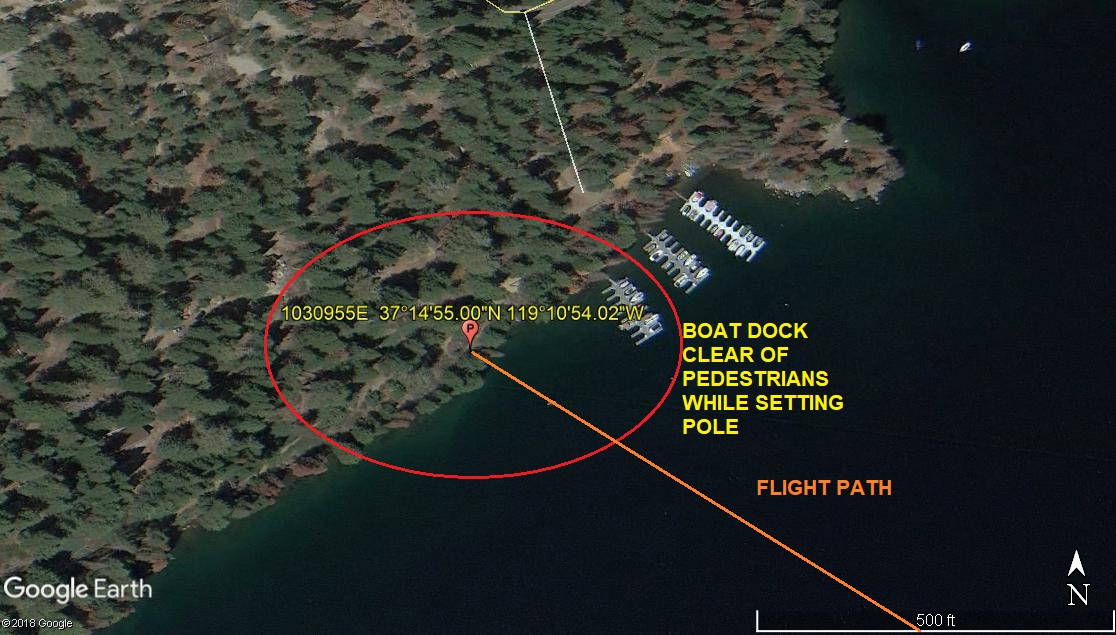 1030955E  37°14'55.00"N 119°10'54.02"W
P
BOAT DOCK
CLEAR OF
PEDESTRIANS
WHILE SETTING
POLE
FLIGHT PATH
N
Google Earth
©2018 Google
500 ft